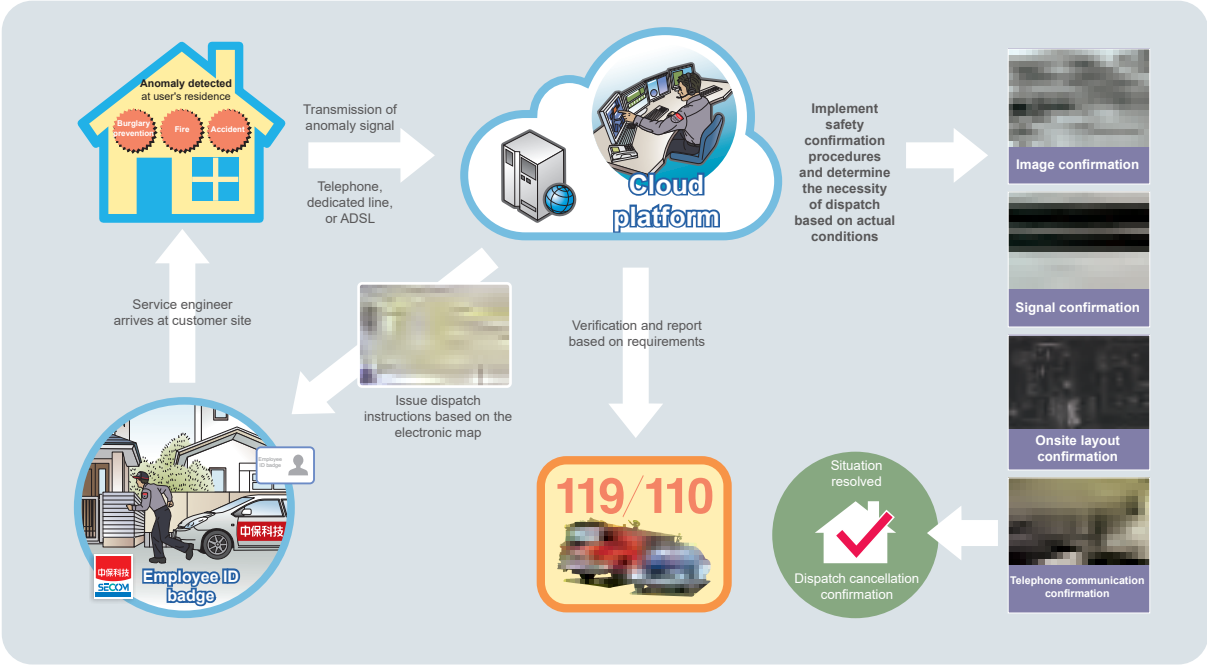 Anomaly detected
at user's residence
Burglary
prevention
Fire
Accident
Transmission of
anomaly signal
Telephone,
dedicated line,
or ADSL
Cloud
platform
Implement
safety
confirmation
procedures
and determine
the necessity
of dispatch
based on actual
conditions
Image confirmation
Signal confirmation
Onsite layout
confirmation
Telephone communication
confirmation
Service engineer
arrives at customer site
Issue dispatch
instructions based on the
electronic map
Verification and report
based on requirements
Employee
ID badge
中保科技
中保科技
SECOM
Employee ID
badge
119/110
Situation
resolved
Dispatch cancellation
confirmation